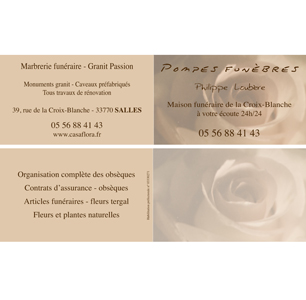 Marbrerie funéraire - Granit Passion
Monuments granit - Caveaux préfabriqués
Tous travaux de rénovation
39, rue de la Croix-Blanche - 33770 SALLES
05 56 88 41 43
www.casaflora.fr
POMPES FUNÈBRES
Philippe
Maison funéraire de la Croix-Blanche
à votre écoute 24h/24
05 56 88 41 43
Organisation complète des obsèques
Contrats d'assurance - obsèques
Articles funéraires - fleurs tergal
Fleurs et plantes naturelles